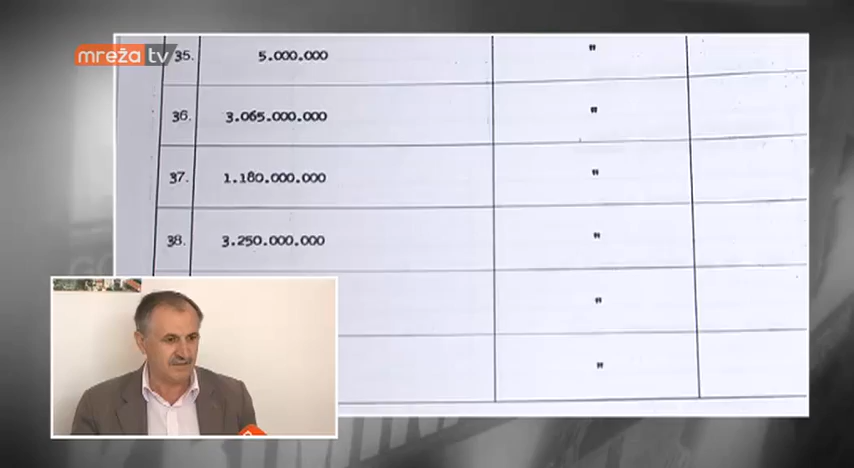 mreža tv
35. 5.000.000 "
36. 3.065.000.000 "
37. 1.180.000.000 "
38. 3.250.000.000 "
"
"